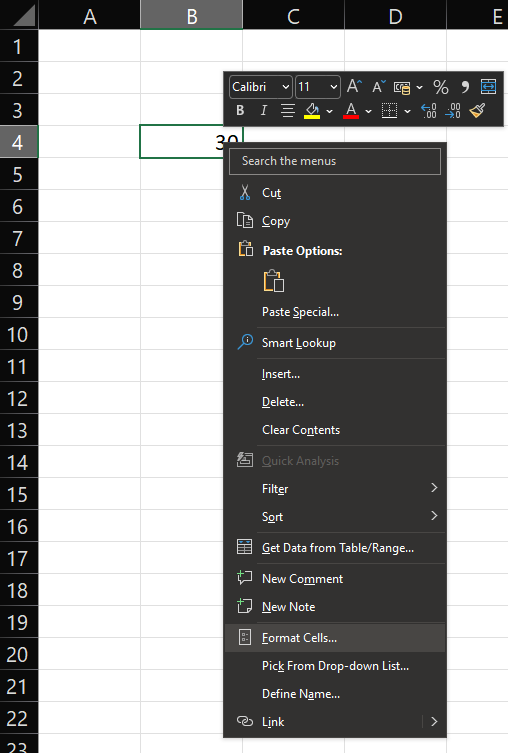 A B C D E
1
2
Calibri 11 A A % 9
3
B I A .00 .00
4 30
Search the menus
5
Cut
6
Copy
7
Paste Options:
8
9
Paste Special...
10
Smart Lookup
11
Insert...
12
Delete...
13
Clear Contents
14
Quick Analysis
15
Filter
16
Sort
17
Get Data from Table/Range...
18
New Comment
19
New Note
20
Format Cells...
21
Pick From Drop-down List...
Define Name...
22
Link
23